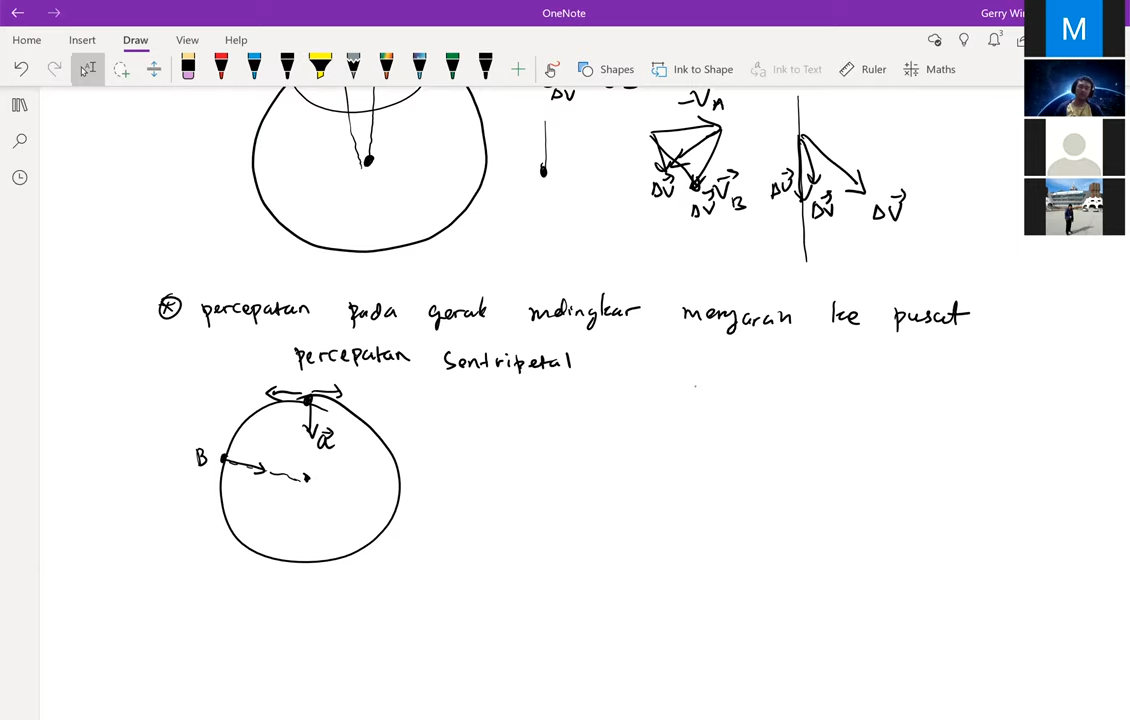 OneNote
Gerry Wi
M
Home Insert Draw View Help
3
Shapes Ink to Shape Ink to Text Ruler Maths
ΔV
-VA
ΔV ΔV VB
ΔV ΔV ΔV
percepatan pada gerak melingkar mengarah ke pusat
percepatan sentripetal
a
B